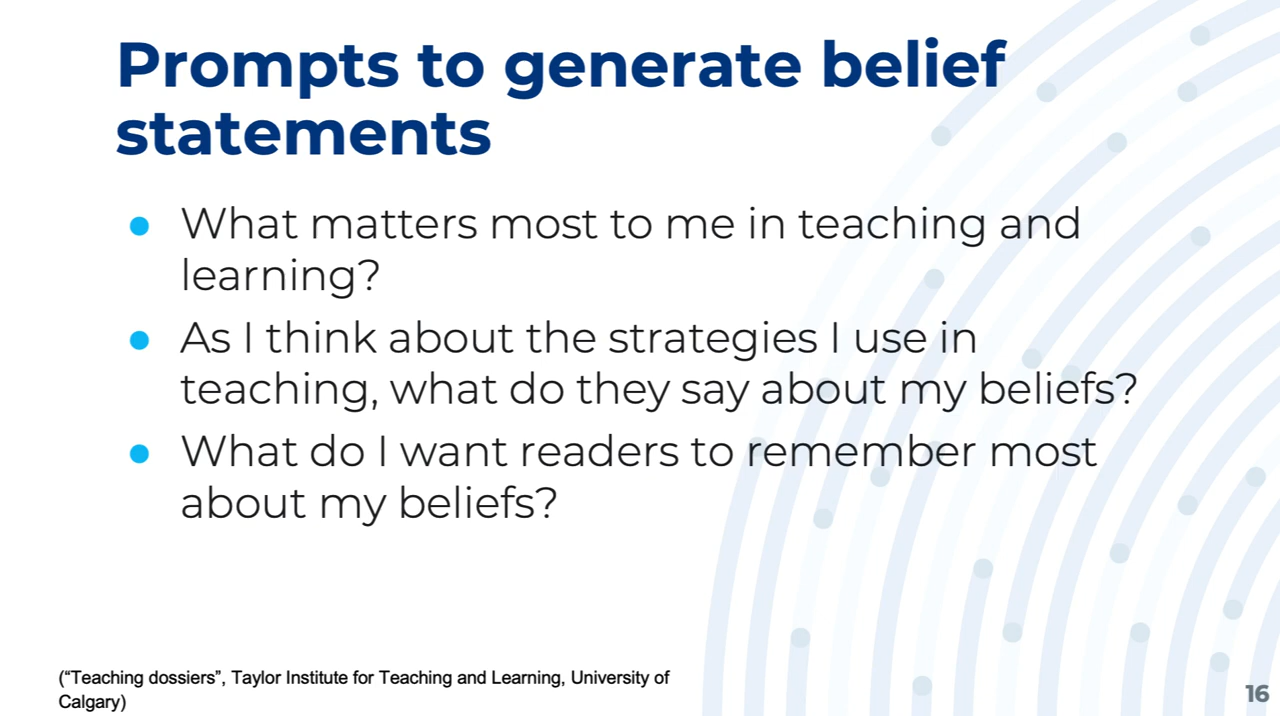 Prompts to generate belief
statements
● What matters most to me in teaching and
learning?
● As I think about the strategies I use in
teaching, what do they say about my beliefs?
● What do I want readers to remember most
about my beliefs?
(“Teaching dossiers”, Taylor Institute for Teaching and Learning, University of
Calgary)
16